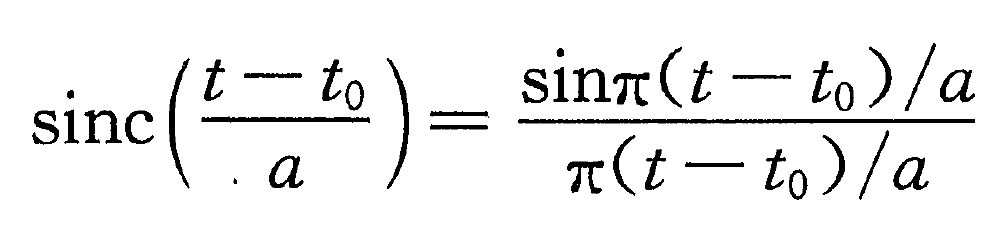 sinc((t − t₀)/a) = sinπ(t − t₀)/a / π(t − t₀)/a